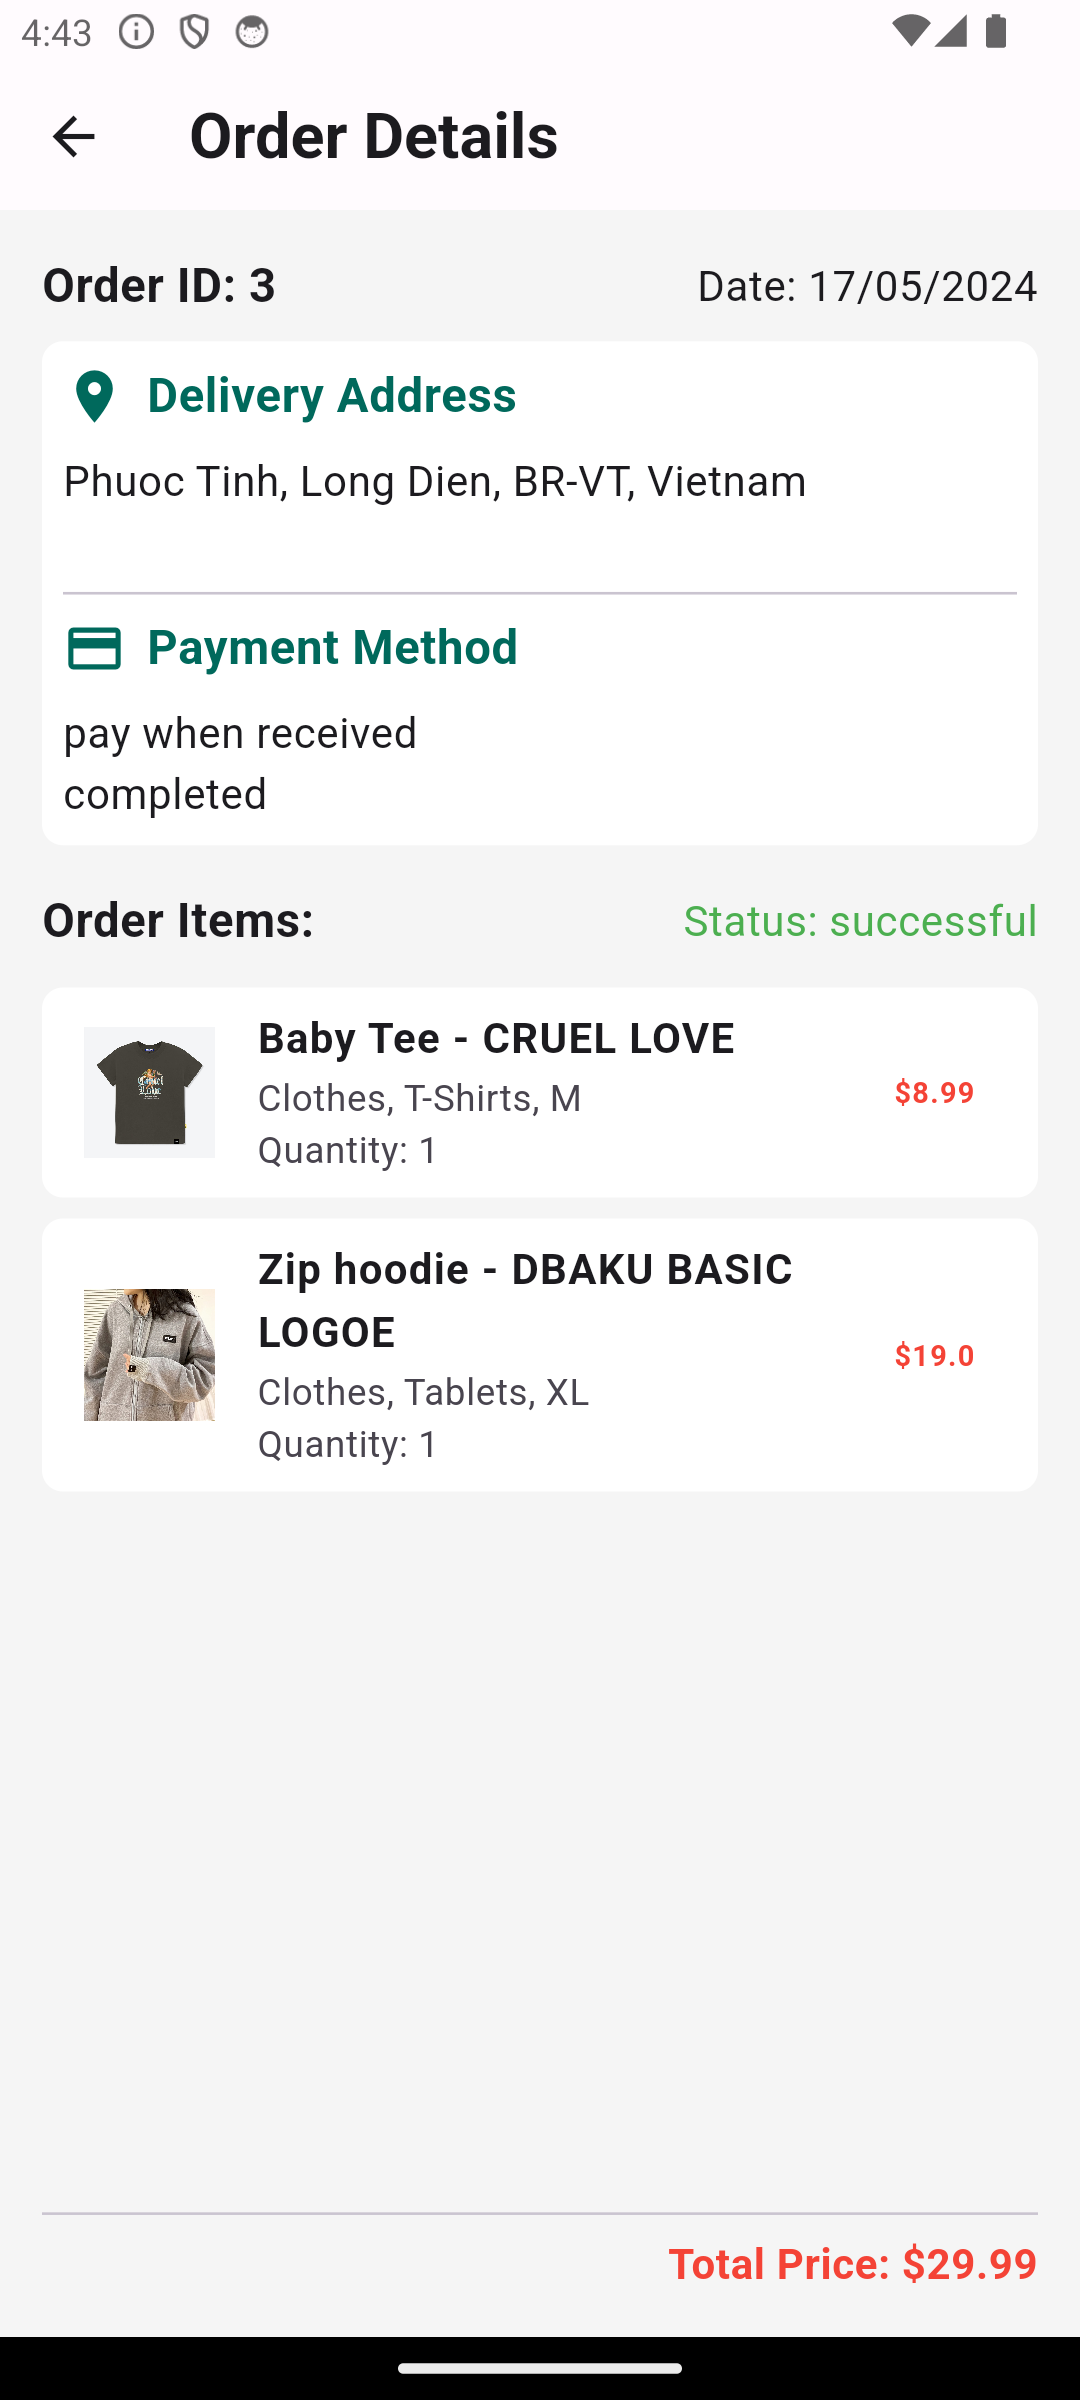 4:43
Order Details
Order ID: 3
Date: 17/05/2024
Delivery Address
Phuoc Tinh, Long Dien, BR-VT, Vietnam
Payment Method
pay when received
completed
Order Items:
Status: successful
Baby Tee - CRUEL LOVE
Clothes, T-Shirts, M
Quantity: 1
$8.99
Zip hoodie - DBAKU BASIC
LOGOE
Clothes, Tablets, XL
Quantity: 1
$19.0
Total Price: $29.99